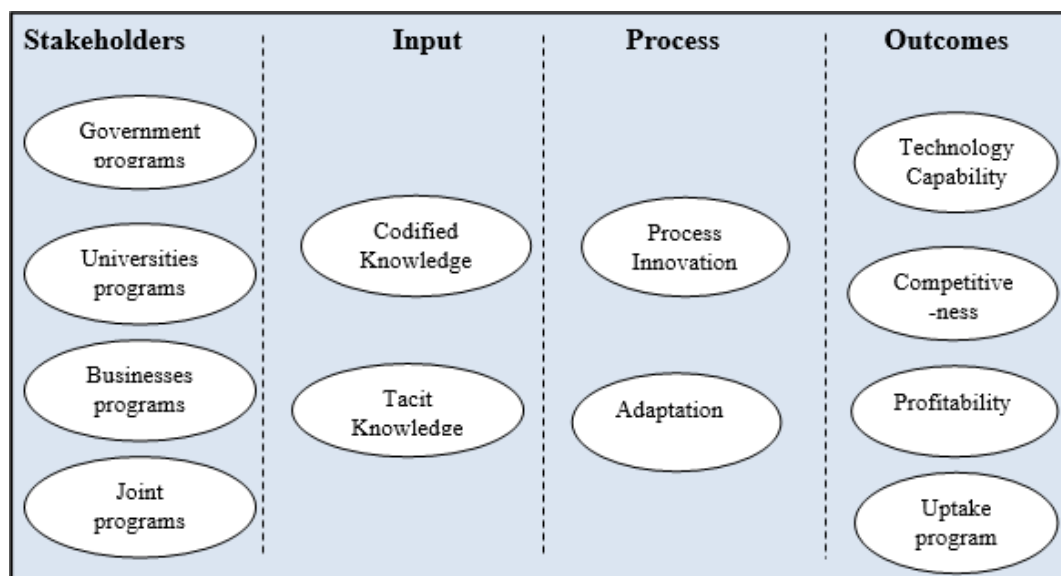 Stakeholders
Input
Process
Outcomes
Government
programs
Universities
programs
Businesses
programs
Joint
programs
Codified
Knowledge
Tacit
Knowledge
Process
Innovation
Adaptation
Technology
Capability
Competitive
-ness
Profitability
Uptake
program